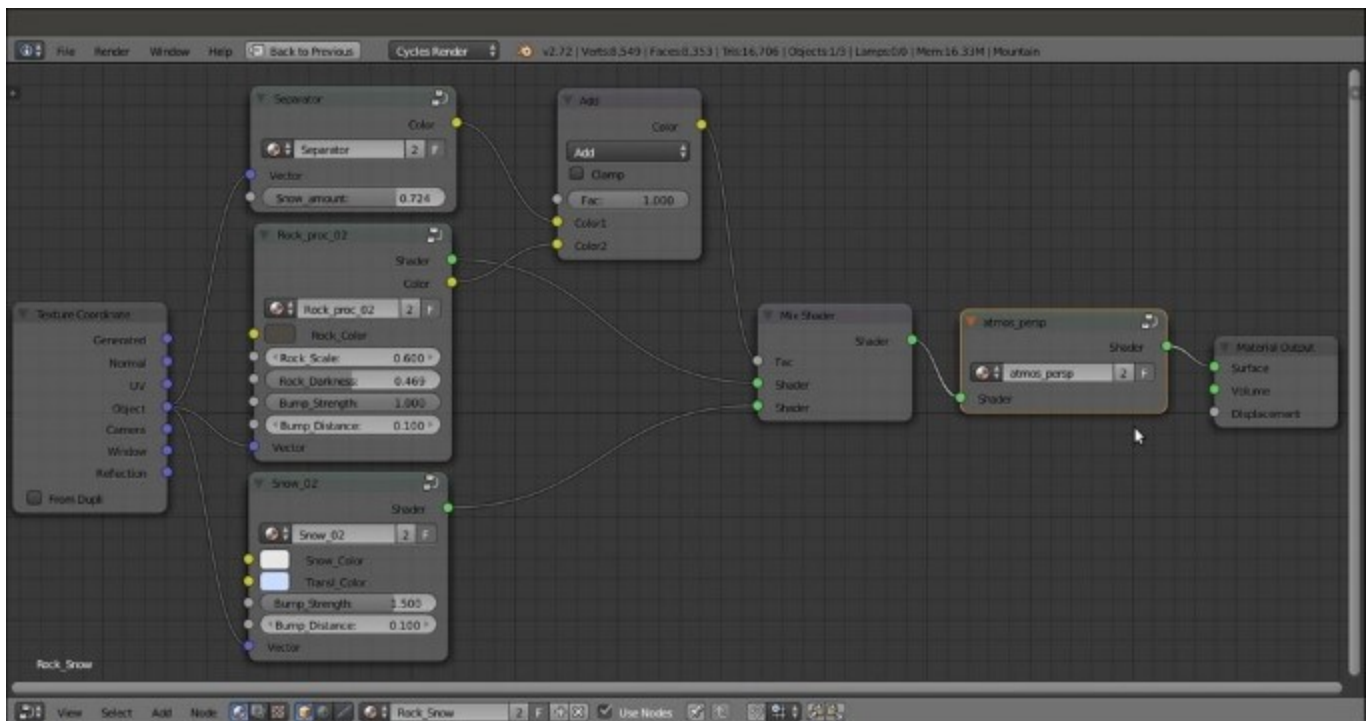 File Render Window Help Back to Previous Cycles Render v2.72 | Verts:8,549 | Faces:8,353 | Tris:16,706 | Objects:1/3 | Lamps:0/0 | Mem:16.33M | Mountain
Separator
Color
Separator 2 F
Vector
Snow_amount: 0.724
Add
Color
Add
Clamp
Fac: 1.000
Color1
Color2
Rock_proc_02
Shader
Color
Rock_proc_02 2 F
Rock_Color
Rock_Scale: 0.600
Rock_Darkness: 0.469
Bump_Strength: 1.000
Bump_Distance: 0.100
Vector
Texture Coordinate
Generated
Normal
UV
Object
Camera
Window
Reflection
From Dupli
Mix Shader
Shader
Fac
Shader
Shader
atmos_persp
Shader
atmos_persp 2 F
Shader
Material Output
Surface
Volume
Displacement
Snow_02
Shader
Snow_02 2 F
Snow_Color
Transl_Color
Bump_Strength: 1.500
Bump_Distance: 0.100
Vector
Rock_Snow
View Select Add Node Rock_Snow 2 F Use Nodes